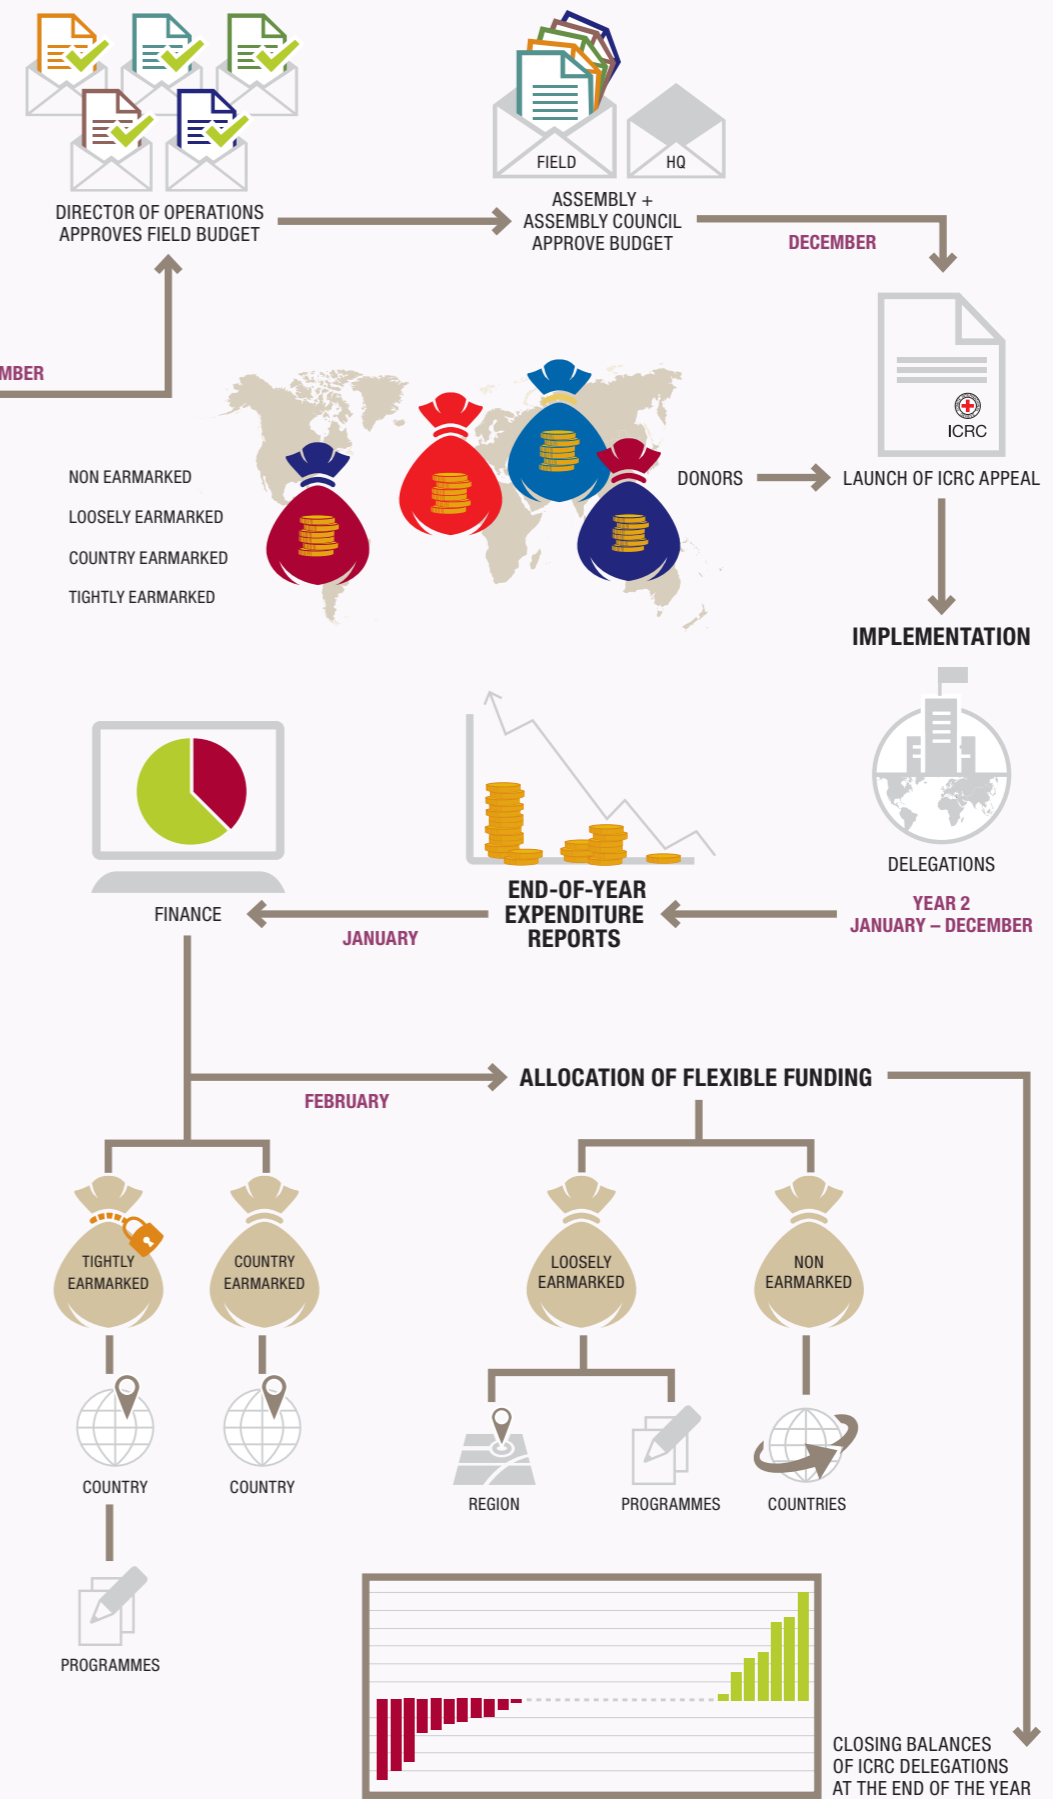 FIELD
HQ
DIRECTOR OF OPERATIONS
APPROVES FIELD BUDGET
ASSEMBLY +
ASSEMBLY COUNCIL
APPROVE BUDGET
DECEMBER
MBER
ICRC
NON EARMARKED
LOOSELY EARMARKED
COUNTRY EARMARKED
TIGHTLY EARMARKED
DONORS
LAUNCH OF ICRC APPEAL
IMPLEMENTATION
DELEGATIONS
YEAR 2
JANUARY – DECEMBER
END-OF-YEAR
EXPENDITURE
REPORTS
JANUARY
FINANCE
FEBRUARY
ALLOCATION OF FLEXIBLE FUNDING
TIGHTLY
EARMARKED
COUNTRY
EARMARKED
LOOSELY
EARMARKED
NON
EARMARKED
COUNTRY
COUNTRY
REGION
PROGRAMMES
COUNTRIES
PROGRAMMES
CLOSING BALANCES
OF ICRC DELEGATIONS
AT THE END OF THE YEAR